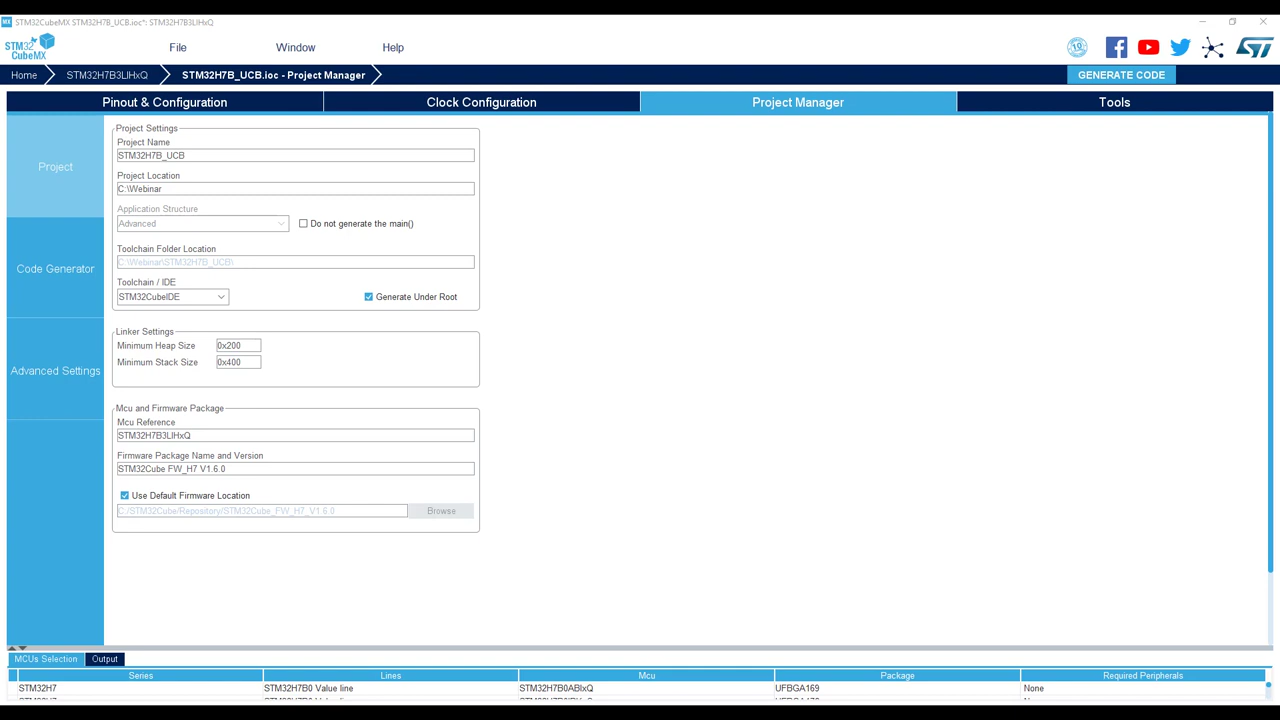 MX STM32CubeMX STM32H7B_UCB.ioc*: STM32H7B3LIHxQ
STM32
CubeMX
File
Window
Help
10
ST
Home
STM32H7B3LIHxQ
STM32H7B_UCB.ioc - Project Manager
GENERATE CODE
Pinout & Configuration
Clock Configuration
Project Manager
Tools
Project
Code Generator
Advanced Settings
Project Settings
Project Name
STM32H7B_UCB
Project Location
C:\Webinar
Application Structure
Advanced
Do not generate the main()
Toolchain Folder Location
C:\Webinar\STM32H7B_UCB\
Toolchain / IDE
STM32CubeIDE
Generate Under Root
Linker Settings
Minimum Heap Size
0x200
Minimum Stack Size
0x400
Mcu and Firmware Package
Mcu Reference
STM32H7B3LIHxQ
Firmware Package Name and Version
STM32Cube FW_H7 V1.6.0
Use Default Firmware Location
C:/STM32Cube/Repository/STM32Cube_FW_H7_V1.6.0
Browse
MCUs Selection
Output
Series
Lines
Mcu
Package
Required Peripherals
STM32H7
STM32H7B0 Value line
STM32H7B0ABIxQ
UFBGA169
None